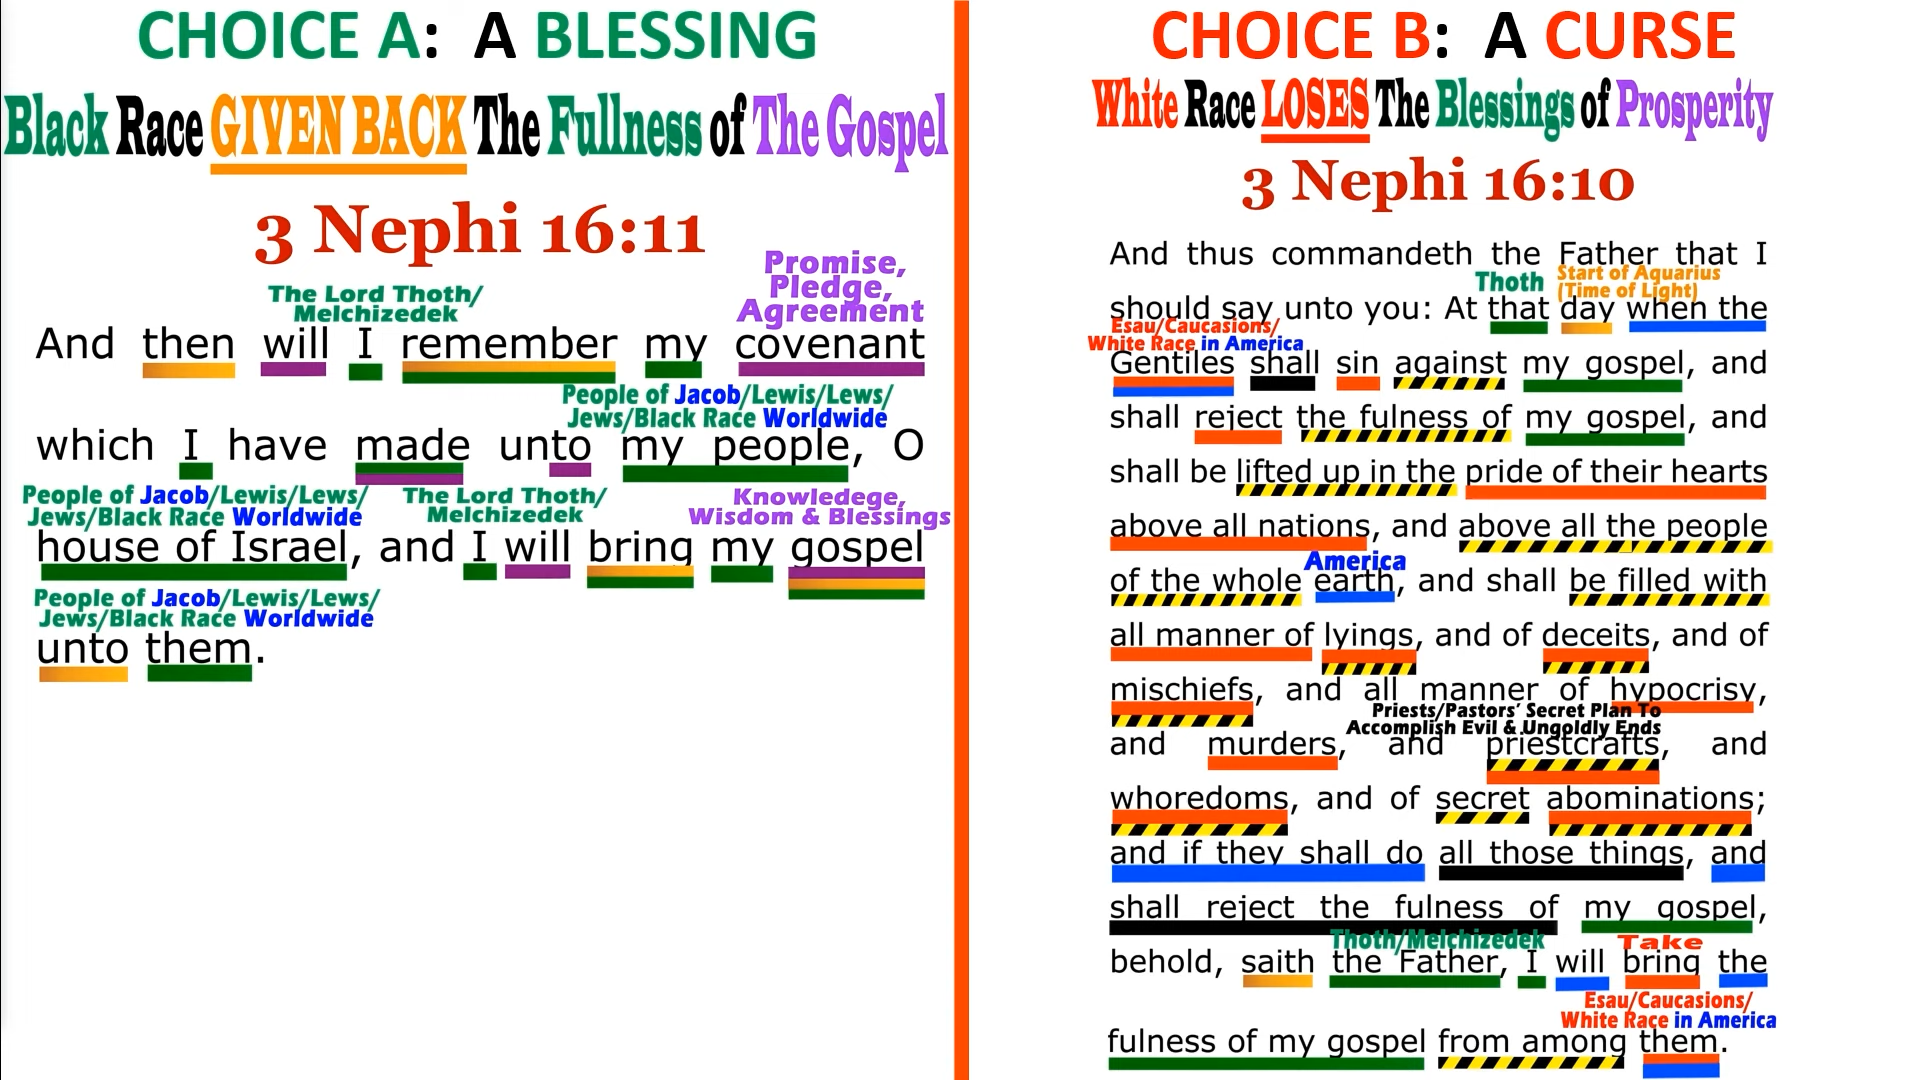 CHOICE A: A BLESSING
Black Race GIVEN BACK The Fullness of The Gospel
3 Nephi 16:11
Promise,
Pledge,
Agreement
The Lord Thoth/
Melchizedek
And then will I remember my covenant
People of Jacob/Lewis/Lews/
Jews/Black Race Worldwide
which I have made unto my people, O
People of Jacob/Lewis/Lews/
Jews/Black Race Worldwide
The Lord Thoth/
Melchizedek
Knowledege,
Wisdom & Blessings
house of Israel, and I will bring my gospel
People of Jacob/Lewis/Lews/
Jews/Black Race Worldwide
unto them.
CHOICE B: A CURSE
White Race LOSES The Blessings of Prosperity
3 Nephi 16:10
And thus commandeth the Father that I
Thoth
Start of Aquarius
(Time of Light)
should say unto you: At that day when the
Esau/Caucasions/
White Race in America
Gentiles shall sin against my gospel, and
shall reject the fulness of my gospel, and
shall be lifted up in the pride of their hearts
above all nations, and above all the people
America
of the whole earth, and shall be filled with
all manner of lyings, and of deceits, and of
mischiefs, and all manner of hypocrisy,
Priests/Pastors' Secret Plan To
Accomplish Evil & Ungoldly Ends
and murders, and priestcrafts, and
whoredoms, and of secret abominations;
and if they shall do all those things, and
shall reject the fulness of my gospel,
Thoth/Melchizedek
Take
behold, saith the Father, I will bring the
Esau/Caucasions/
White Race in America
fulness of my gospel from among them.